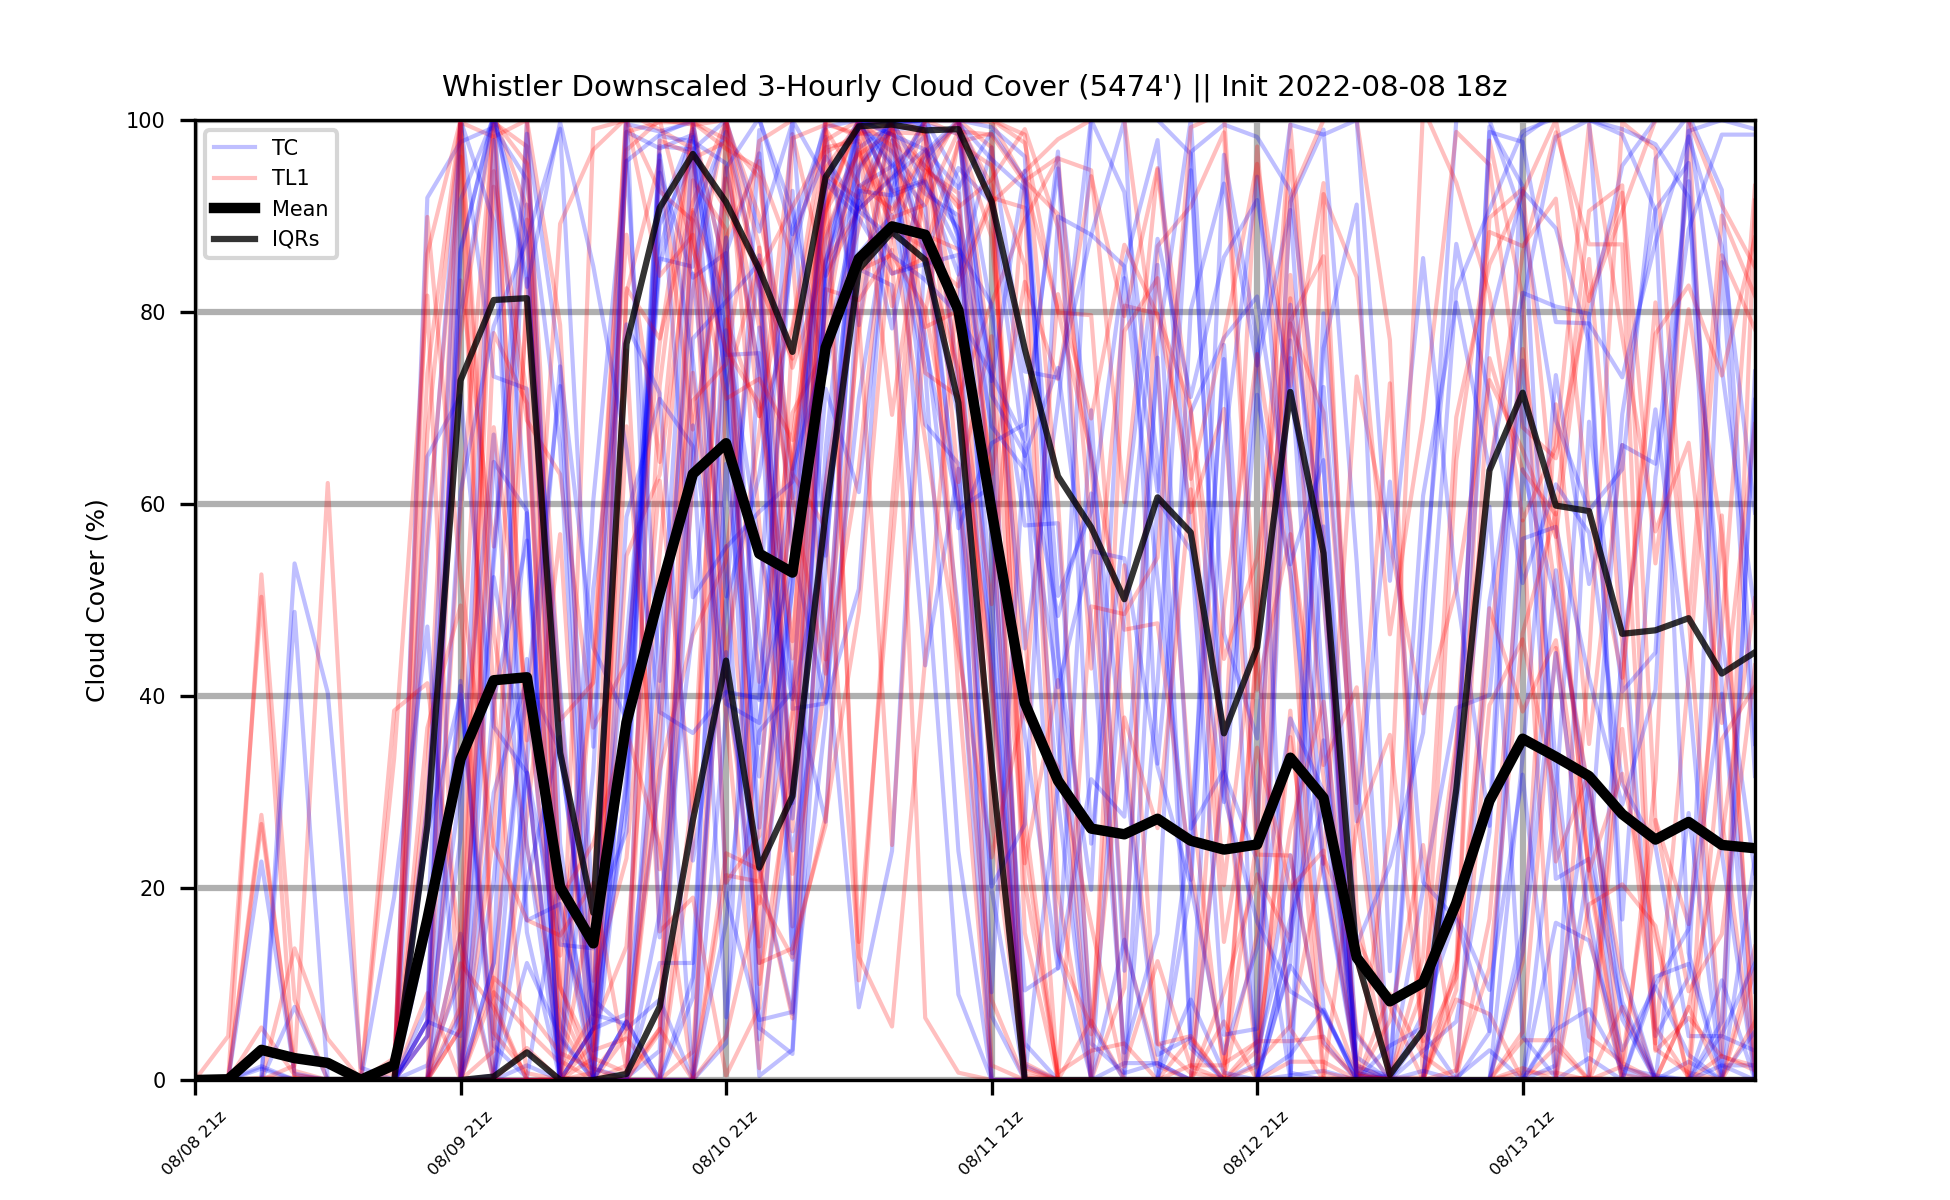 Whistler Downscaled 3-Hourly Cloud Cover (5474') || Init 2022-08-08 18z
100
80
60
40
20
0
Cloud Cover (%)
TC
TL1
Mean
IQRs
08/08 21z
08/09 21z
08/10 21z
08/11 21z
08/12 21z
08/13 21z